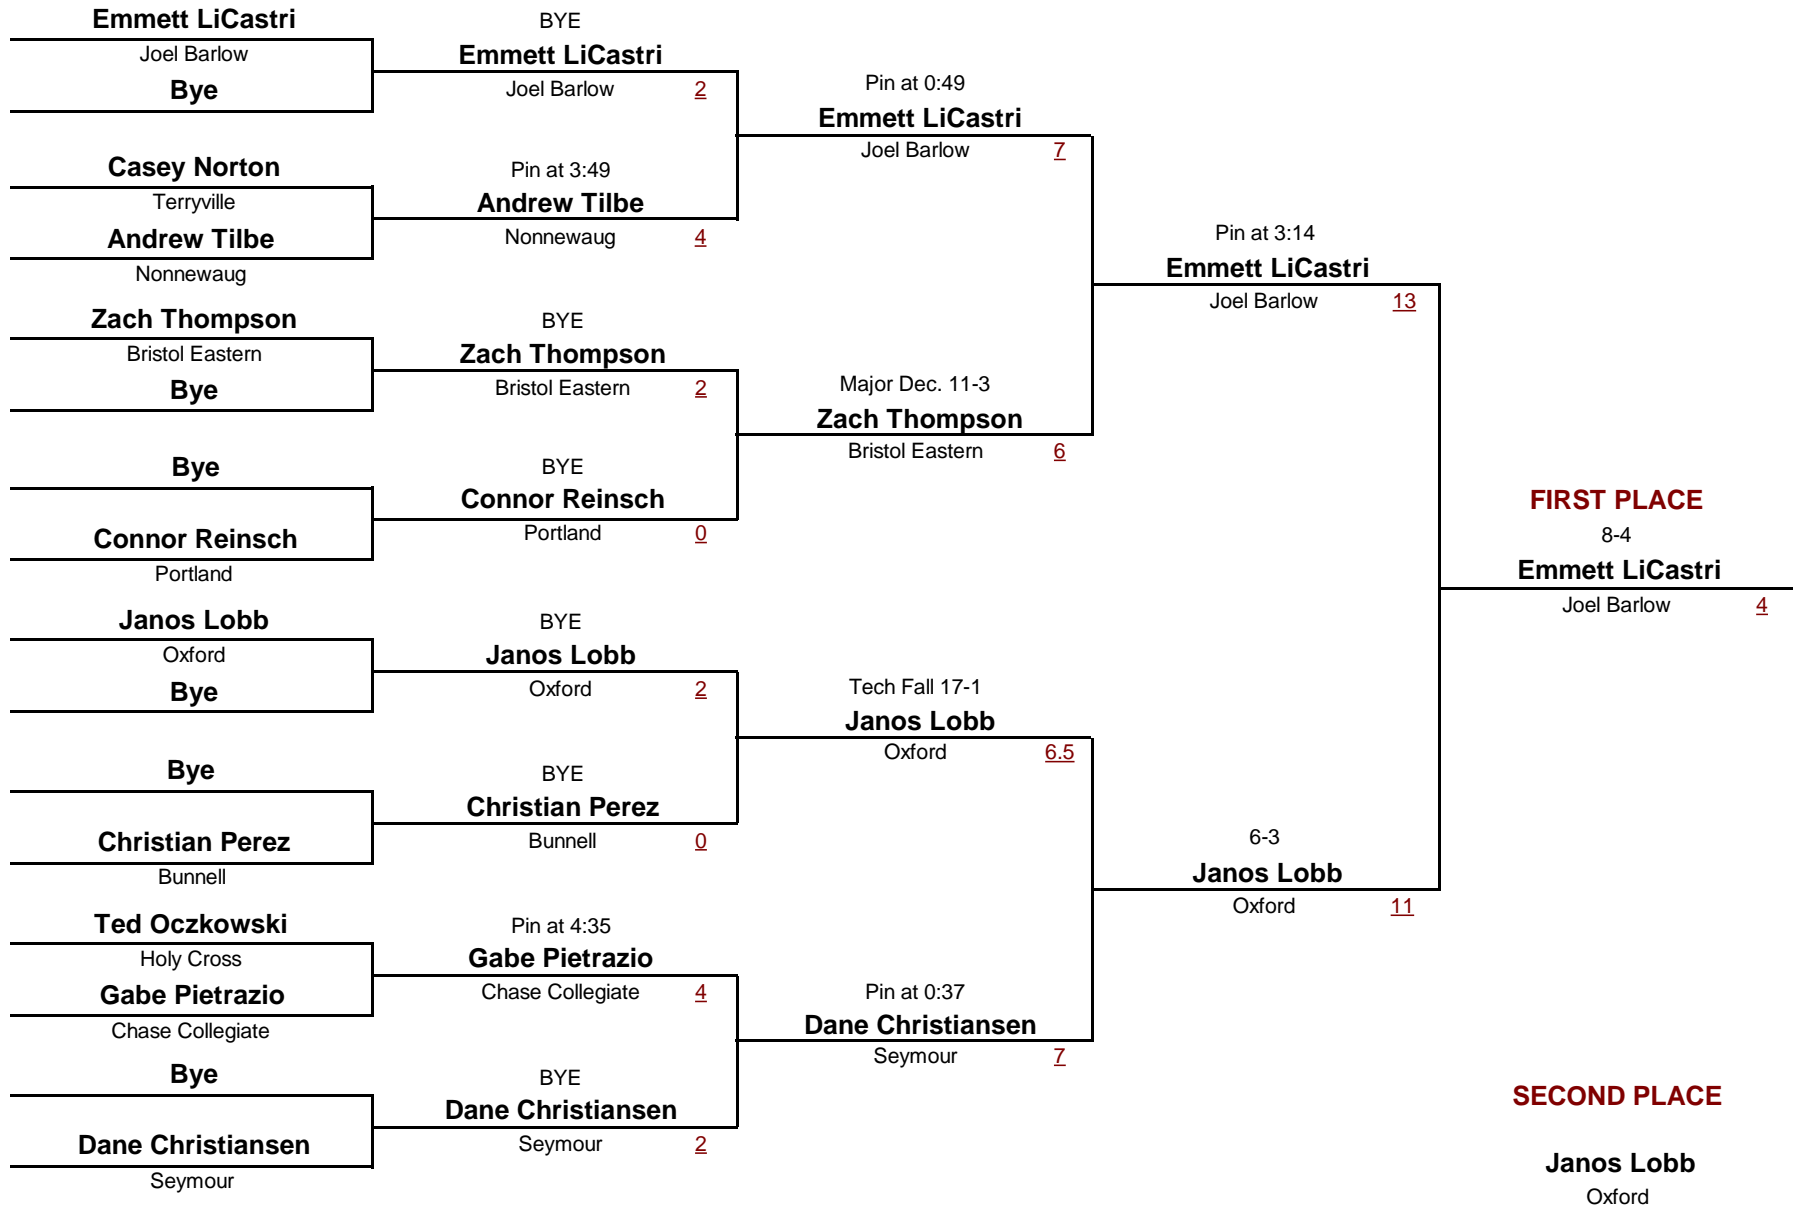 Emmett LiCastri
Joel Barlow
Bye
Casey Norton
Terryville
Andrew Tilbe
Nonnewaug
Zach Thompson
Bristol Eastern
Bye
Bye
Connor Reinsch
Portland
Janos Lobb
Oxford
Bye
Bye
Christian Perez
Bunnell
Ted Oczkowski
Holy Cross
Gabe Pietrazio
Chase Collegiate
Bye
Dane Christiansen
Seymour
BYE
Emmett LiCastri
Joel Barlow 2
Pin at 3:49
Andrew Tilbe
Nonnewaug 4
BYE
Zach Thompson
Bristol Eastern 2
BYE
Connor Reinsch
Portland 0
BYE
Janos Lobb
Oxford 2
BYE
Christian Perez
Bunnell 0
Pin at 4:35
Gabe Pietrazio
Chase Collegiate 4
BYE
Dane Christiansen
Seymour 2
Pin at 0:49
Emmett LiCastri
Joel Barlow 7
Major Dec. 11-3
Zach Thompson
Bristol Eastern 6
Tech Fall 17-1
Janos Lobb
Oxford 6.5
Pin at 0:37
Dane Christiansen
Seymour 7
Pin at 3:14
Emmett LiCastri
Joel Barlow 13
6-3
Janos Lobb
Oxford 11
FIRST PLACE
8-4
Emmett LiCastri
Joel Barlow 4
SECOND PLACE
Janos Lobb
Oxford